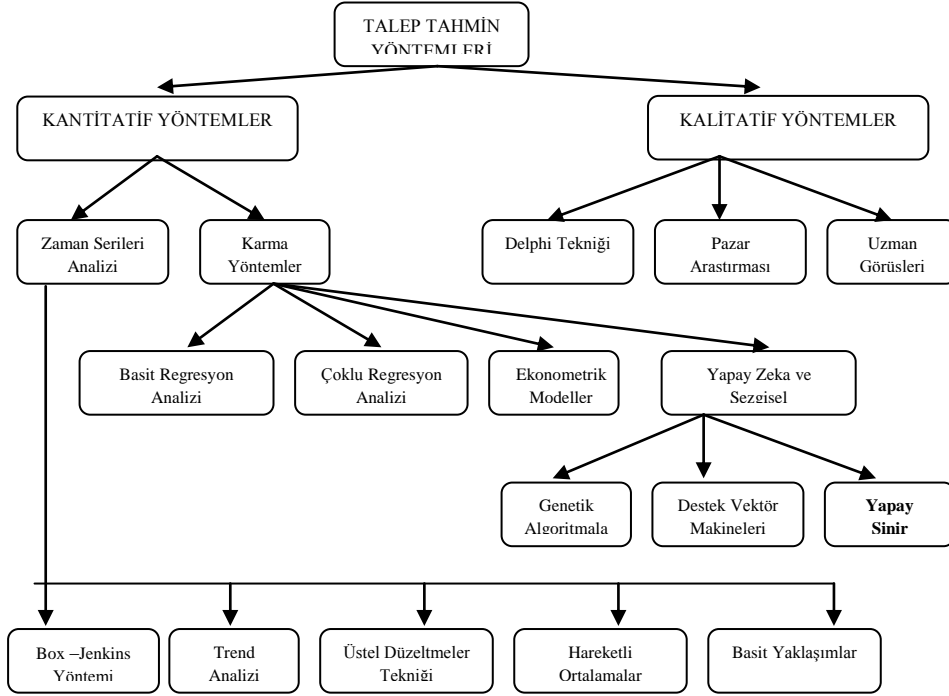 TALEP TAHMİN
YÖNTEMLERİ
KANTİTATİF YÖNTEMLER
KALİTATİF YÖNTEMLER
Zaman Serileri
Analizi
Karma
Yöntemler
Delphi Tekniği
Pazar
Arastırması
Uzman
Görüsleri
Basit Regresyon
Analizi
Çoklu Regresyon
Analizi
Ekonometrik
Modeller
Yapay Zeka ve
Sezgisel
Genetik
Algoritmala
Destek Vektör
Makineleri
Yapay
Sinir
Box –Jenkins
Yöntemi
Trend
Analizi
Üstel Düzeltmeler
Tekniği
Hareketli
Ortalamalar
Basit Yaklaşımlar